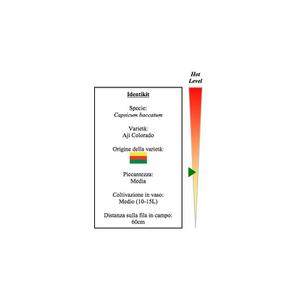 Hot
Level
Identikit
Specie:
Capsicum baccatum
Varietà:
Ají Colorado
Origine della varietà:
Piccantezza:
Media
Coltivazione in vaso:
Medio (10-15L)
Distanza sulla fila in campo:
60cm